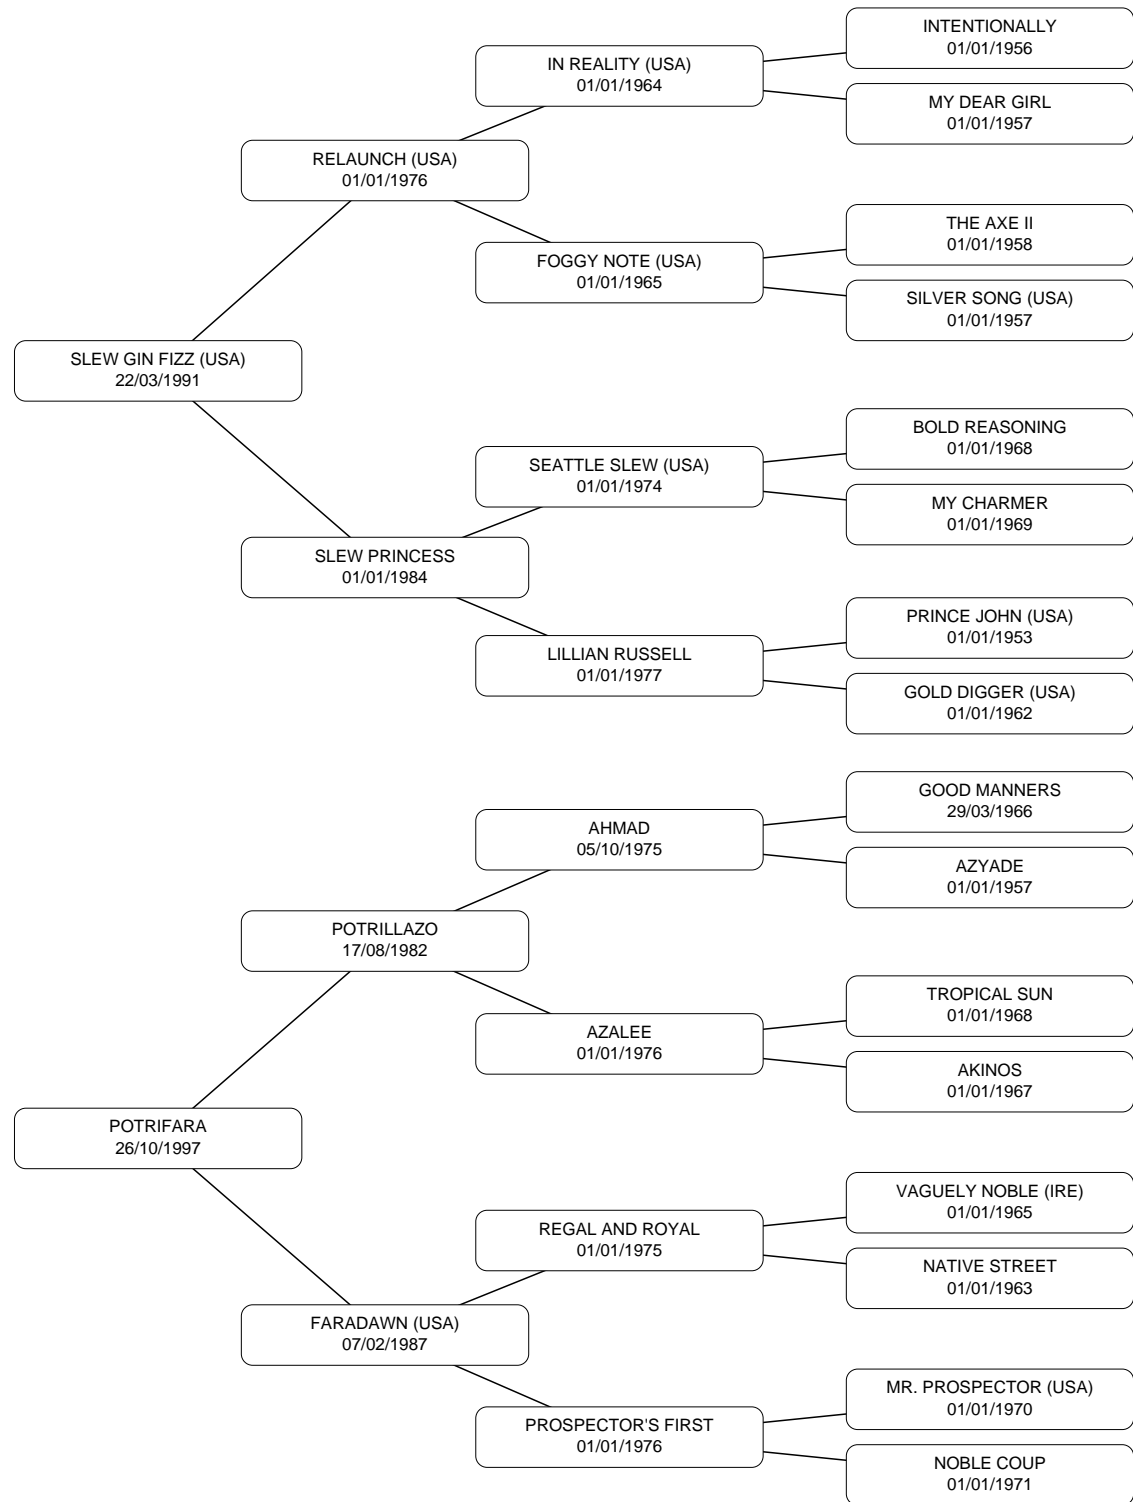 INTENTIONALLY
01/01/1956
IN REALITY (USA)
01/01/1964
MY DEAR GIRL
01/01/1957
RELAUNCH (USA)
01/01/1976
THE AXE II
01/01/1958
FOGGY NOTE (USA)
01/01/1965
SILVER SONG (USA)
01/01/1957
SLEW GIN FIZZ (USA)
22/03/1991
BOLD REASONING
01/01/1968
SEATTLE SLEW (USA)
01/01/1974
MY CHARMER
01/01/1969
SLEW PRINCESS
01/01/1984
PRINCE JOHN (USA)
01/01/1953
LILLIAN RUSSELL
01/01/1977
GOLD DIGGER (USA)
01/01/1962
GOOD MANNERS
29/03/1966
AHMAD
05/10/1975
AZYADE
01/01/1957
POTRILLAZO
17/08/1982
TROPICAL SUN
01/01/1968
AZALEE
01/01/1976
AKINOS
01/01/1967
POTRIFARA
26/10/1997
VAGUELY NOBLE (IRE)
01/01/1965
REGAL AND ROYAL
01/01/1975
NATIVE STREET
01/01/1963
FARADAWN (USA)
07/02/1987
MR. PROSPECTOR (USA)
01/01/1970
PROSPECTOR'S FIRST
01/01/1976
NOBLE COUP
01/01/1971